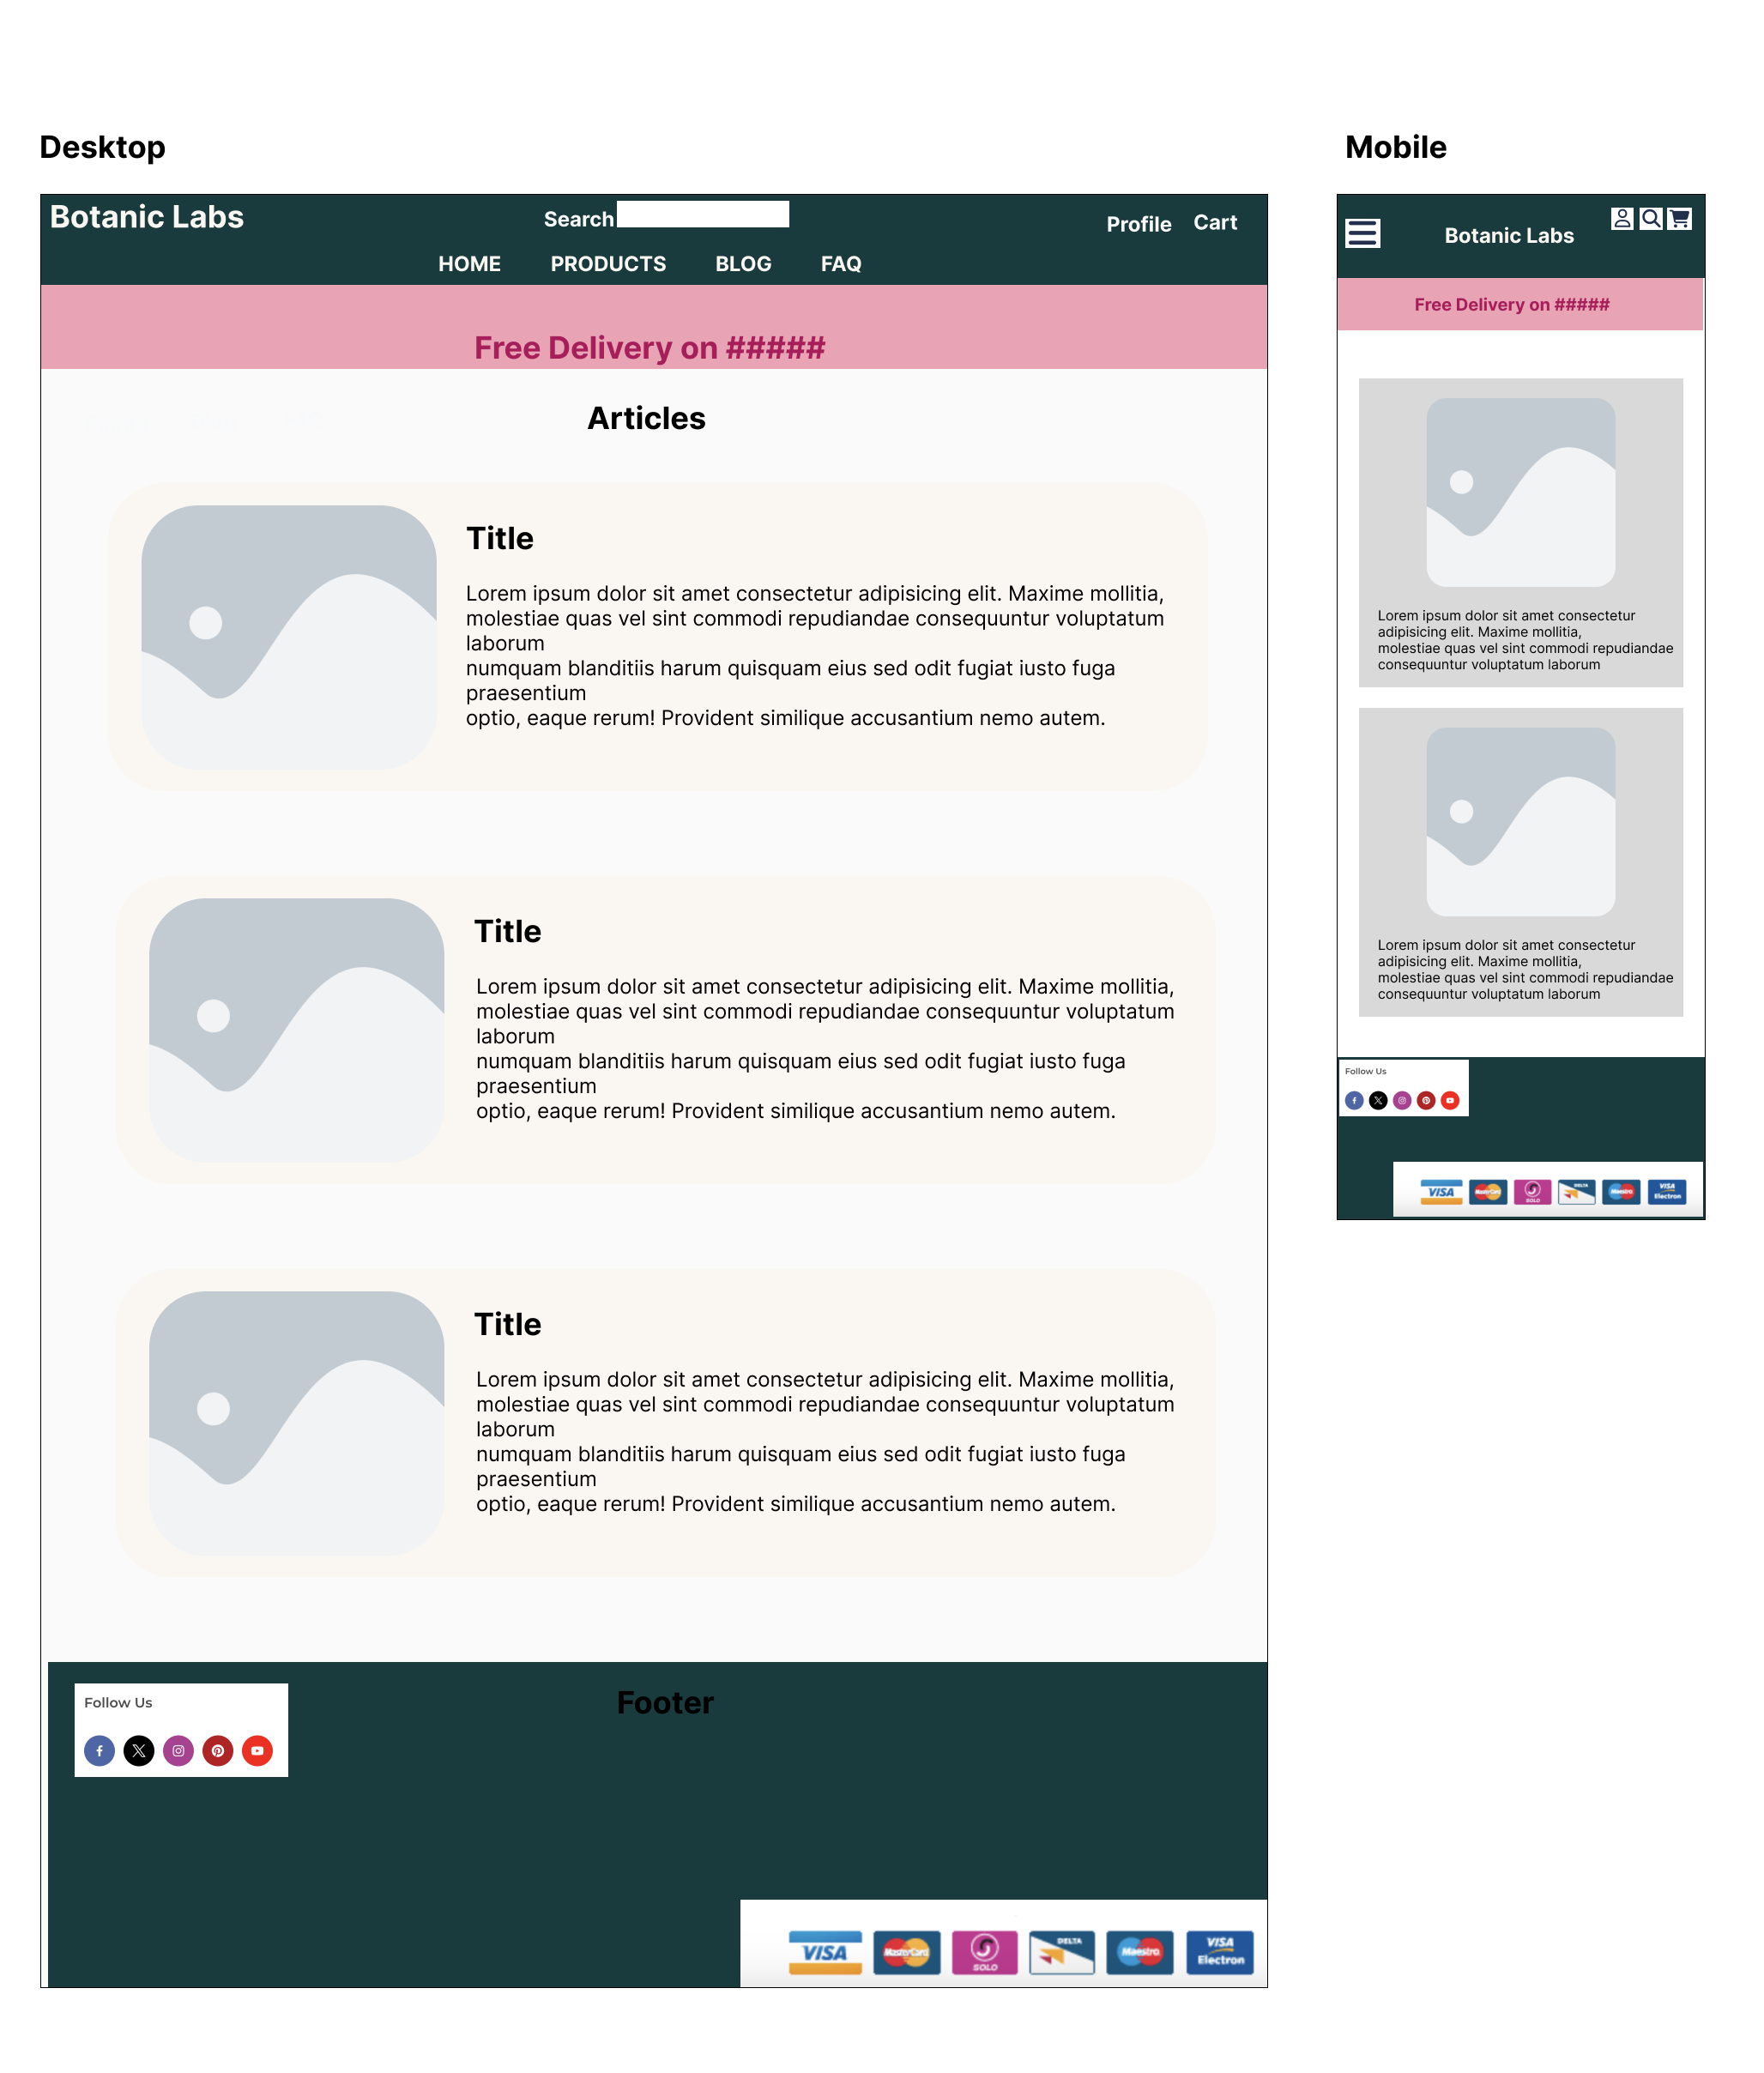 Desktop
Botanic Labs
Search
Profile
Cart
HOME PRODUCTS BLOG FAQ
Free Delivery on #####
Articles
Title
Lorem ipsum dolor sit amet consectetur adipisicing elit. Maxime mollitia,
molestiae quas vel sint commodi repudiandae consequuntur voluptatum
laborum
numquam blanditiis harum quisquam eius sed odit fugiat iusto fuga
praesentium
optio, eaque rerum! Provident similique accusantium nemo autem.
Title
Lorem ipsum dolor sit amet consectetur adipisicing elit. Maxime mollitia,
molestiae quas vel sint commodi repudiandae consequuntur voluptatum
laborum
numquam blanditiis harum quisquam eius sed odit fugiat iusto fuga
praesentium
optio, eaque rerum! Provident similique accusantium nemo autem.
Title
Lorem ipsum dolor sit amet consectetur adipisicing elit. Maxime mollitia,
molestiae quas vel sint commodi repudiandae consequuntur voluptatum
laborum
numquam blanditiis harum quisquam eius sed odit fugiat iusto fuga
praesentium
optio, eaque rerum! Provident similique accusantium nemo autem.
Follow Us
Footer
VISA
MasterCard
SOLO
DELTA
Maestro
VISA
Electron
Mobile
Botanic Labs
Free Delivery on #####
Lorem ipsum dolor sit amet consectetur
adipisicing elit. Maxime mollitia,
molestiae quas vel sint commodi repudiandae
consequuntur voluptatum laborum
Lorem ipsum dolor sit amet consectetur
adipisicing elit. Maxime mollitia,
molestiae quas vel sint commodi repudiandae
consequuntur voluptatum laborum
Follow Us
VISA
MasterCard
SOLO
DELTA
Maestro
VISA
Electron